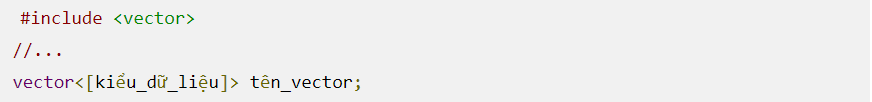 #include <vector>
//...
vector<[kiểu_dữ_liệu]> tên_vector;